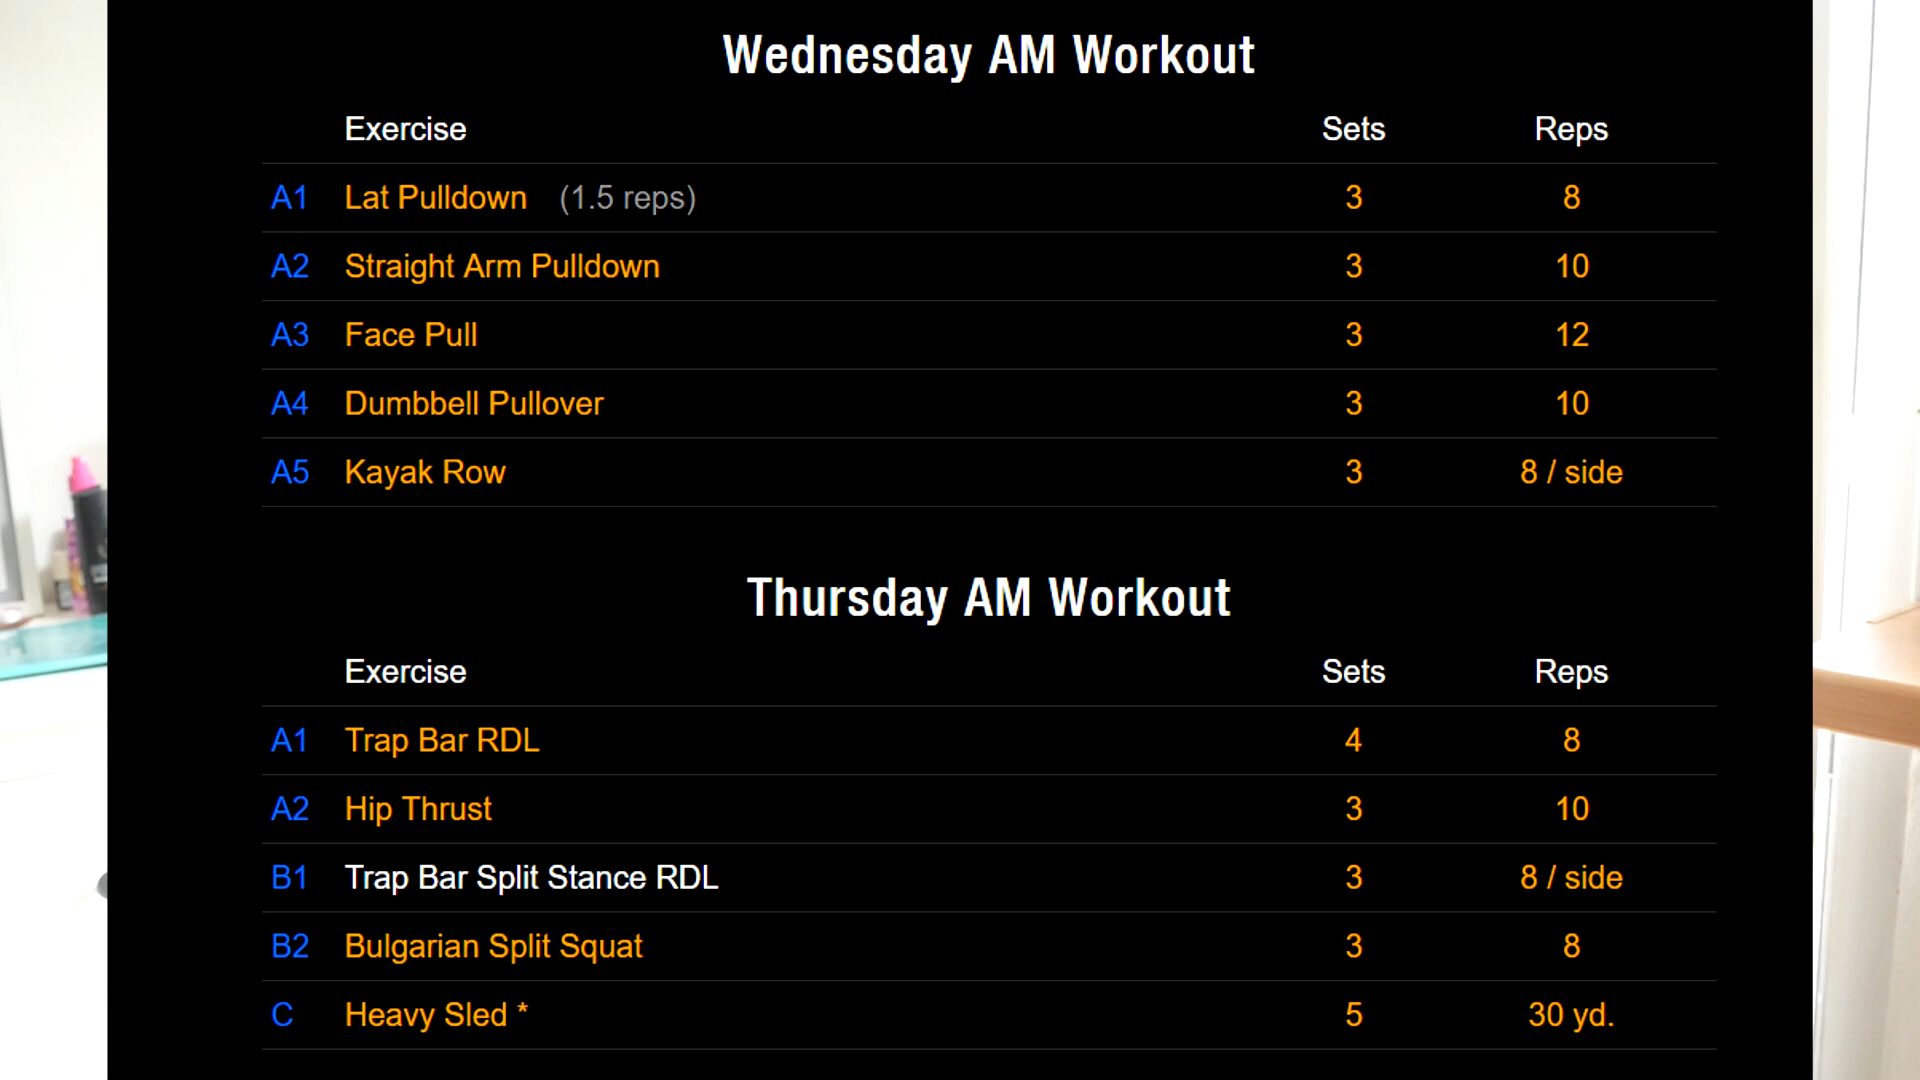 Wednesday AM Workout
Exercise Sets Reps
A1 Lat Pulldown (1.5 reps) 3 8
A2 Straight Arm Pulldown 3 10
A3 Face Pull 3 12
A4 Dumbbell Pullover 3 10
A5 Kayak Row 3 8 / side
Thursday AM Workout
Exercise Sets Reps
A1 Trap Bar RDL 4 8
A2 Hip Thrust 3 10
B1 Trap Bar Split Stance RDL 3 8 / side
B2 Bulgarian Split Squat 3 8
C Heavy Sled * 5 30 yd.